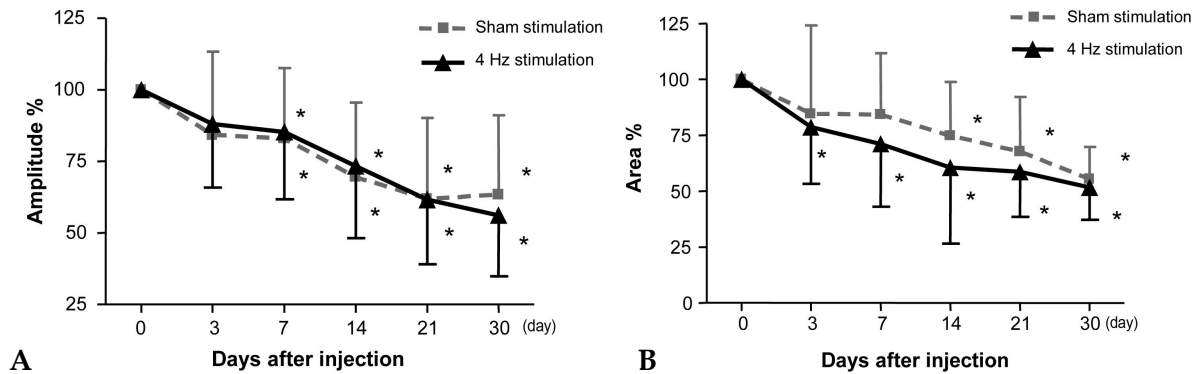 Sham stimulation
4 Hz stimulation
Amplitude %
125
100
75
50
25
* * * * * * * *
0 3 7 14 21 30 (day)
Days after injection
A
Sham stimulation
4 Hz stimulation
Area %
125
100
75
50
25
0
* * * * * * * *
0 3 7 14 21 30 (day)
Days after injection
B